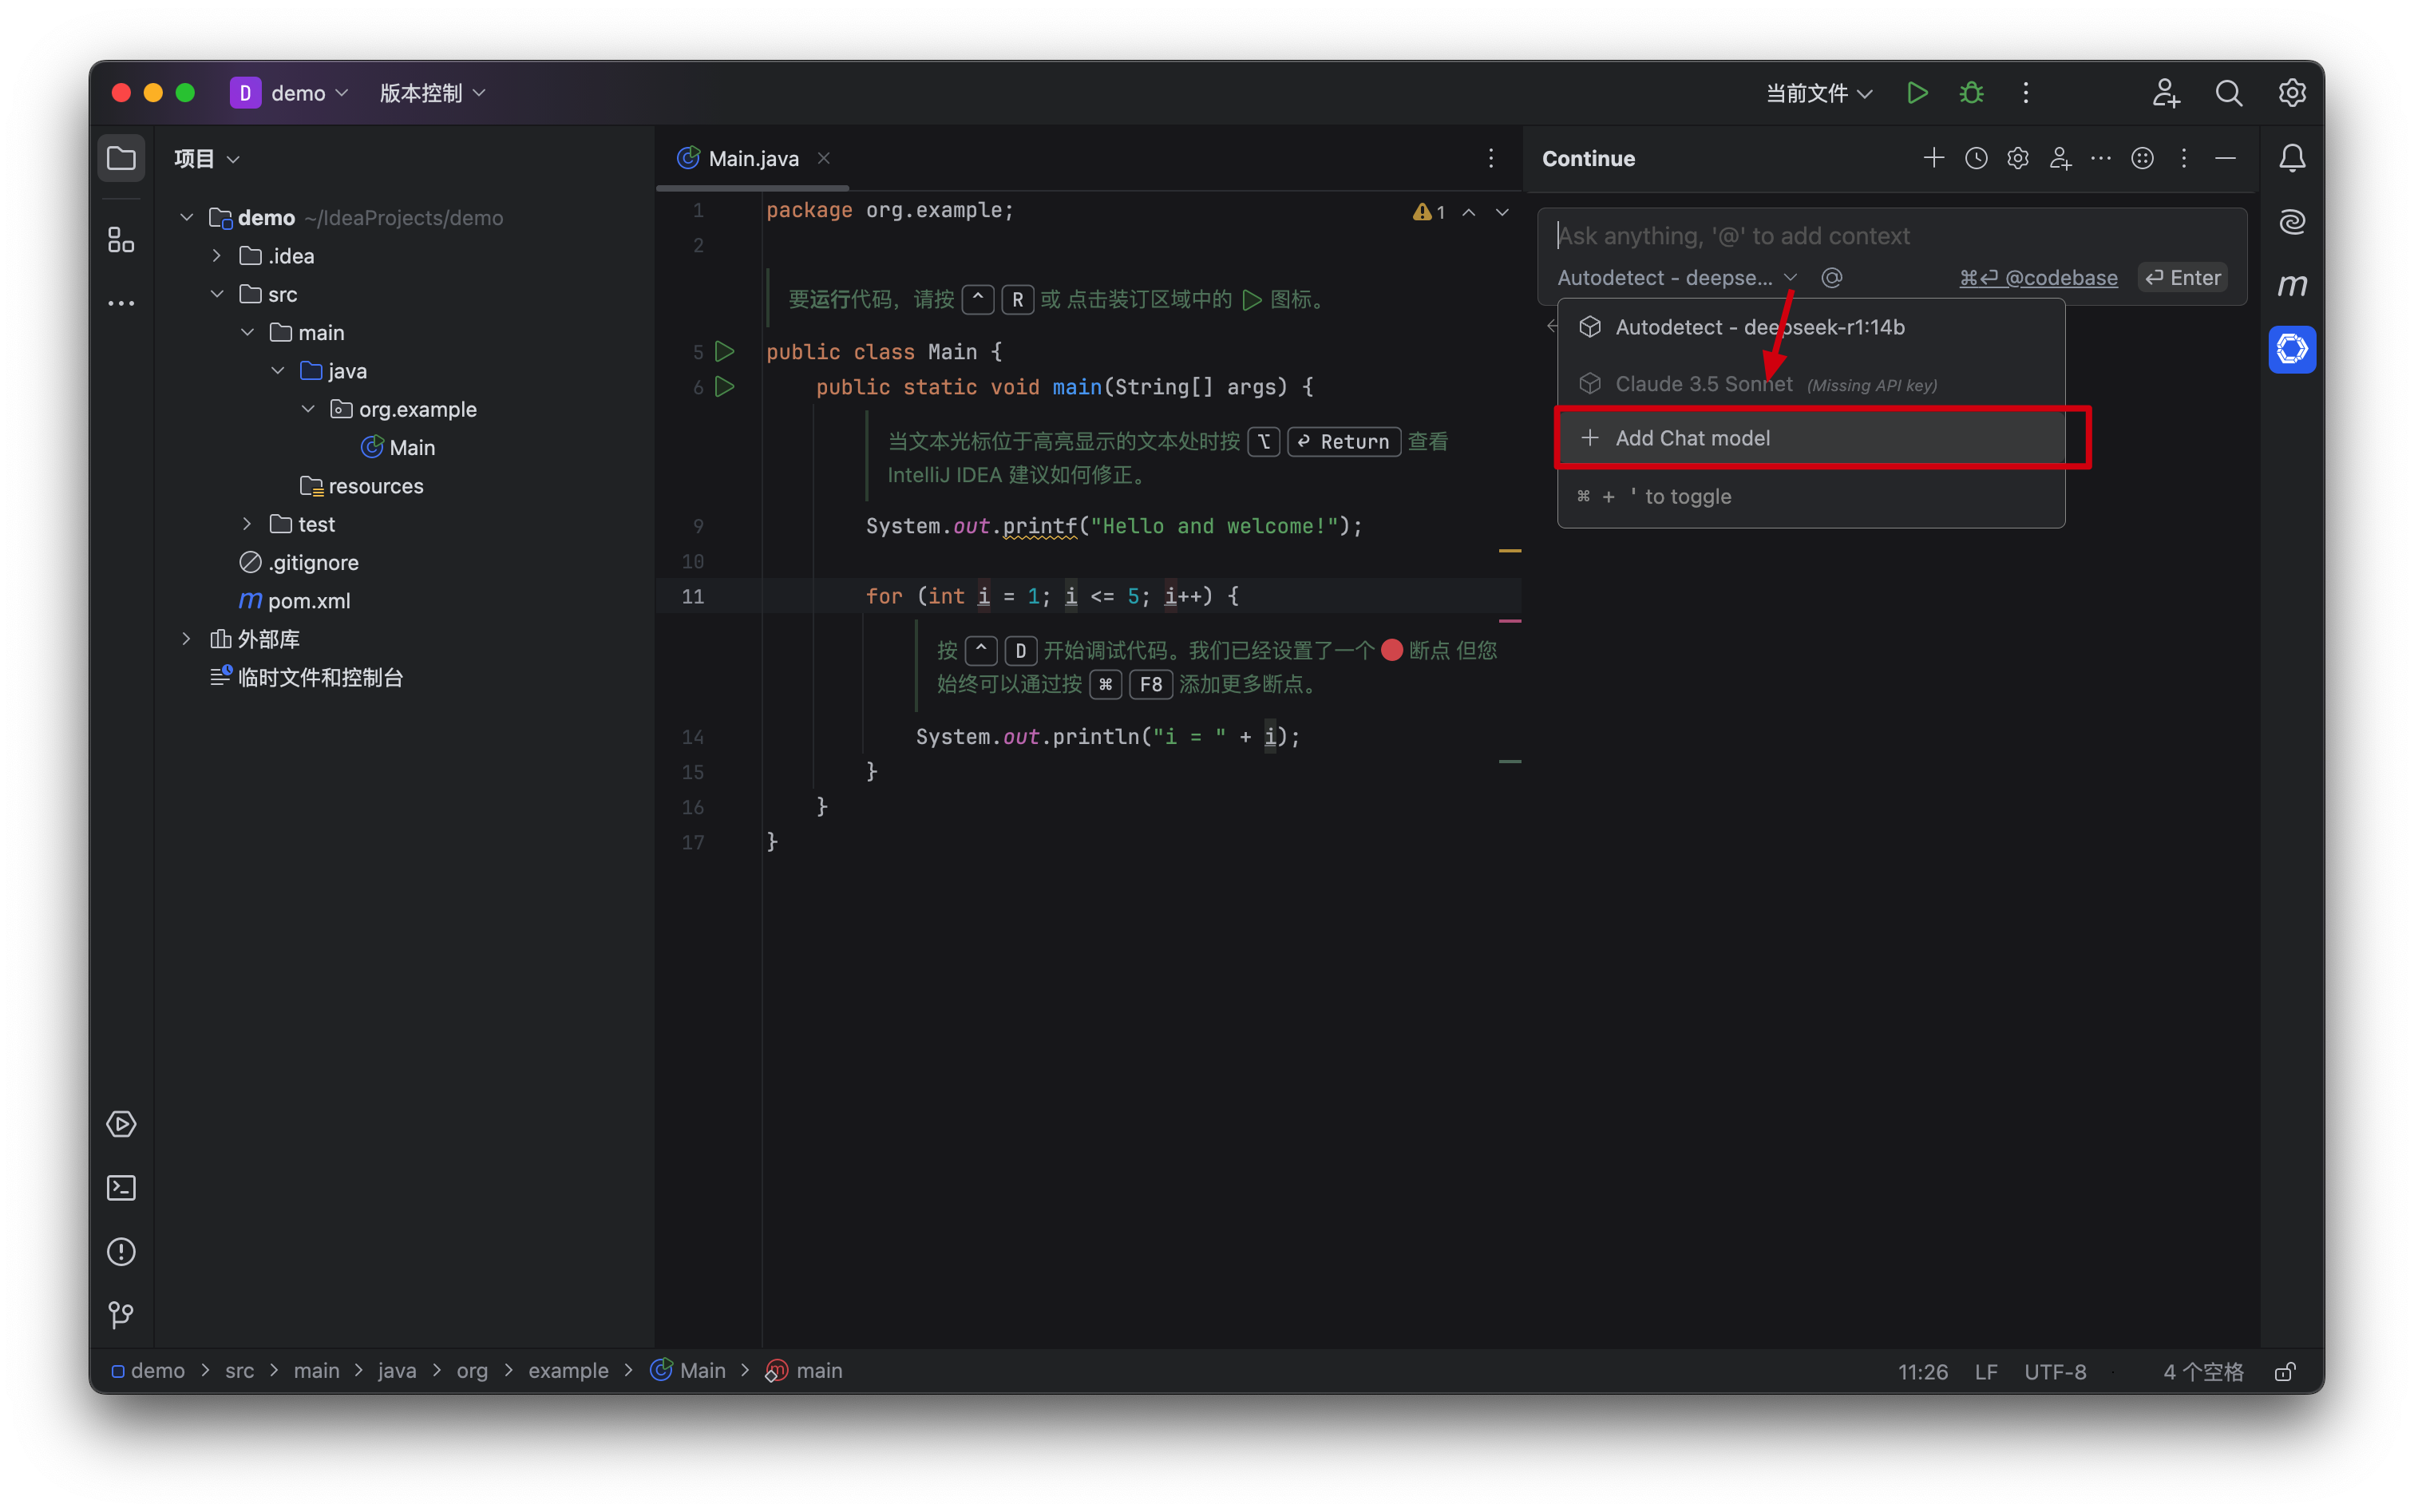 D demo 版本控制 当前文件
项目
demo ~/IdeaProjects/demo
.idea
src
main
java
org.example
Main
resources
test
.gitignore
m pom.xml
外部库
临时文件和控制台
Main.java
1 package org.example;
1
2
要运行代码，请按 ^ R 或 点击装订区域中的 图标。
5 public class Main {
6 public static void main(String[] args) {
当文本光标位于高亮显示的文本处时按 ⌥ ⏎ Return 查看
IntelliJ IDEA 建议如何修正。
9 System.out.printf("Hello and welcome!");
10
11 for (int i = 1; i <= 5; i++) {
按 ^ D 开始调试代码。我们已经设置了一个 断点 但您
始终可以通过按 ⌘ F8 添加更多断点。
14 System.out.println("i = " + i);
15 }
16 }
17 }
Continue
Ask anything, '@' to add context
Autodetect - deepse... @ ⌘⏎ @codebase ⏎ Enter
Autodetect - deepseek-r1:14b
Claude 3.5 Sonnet (Missing API key)
+ Add Chat model
⌘ + ' to toggle
m
demo > src > main > java > org > example > Main > main
11:26 LF UTF-8 4 个空格